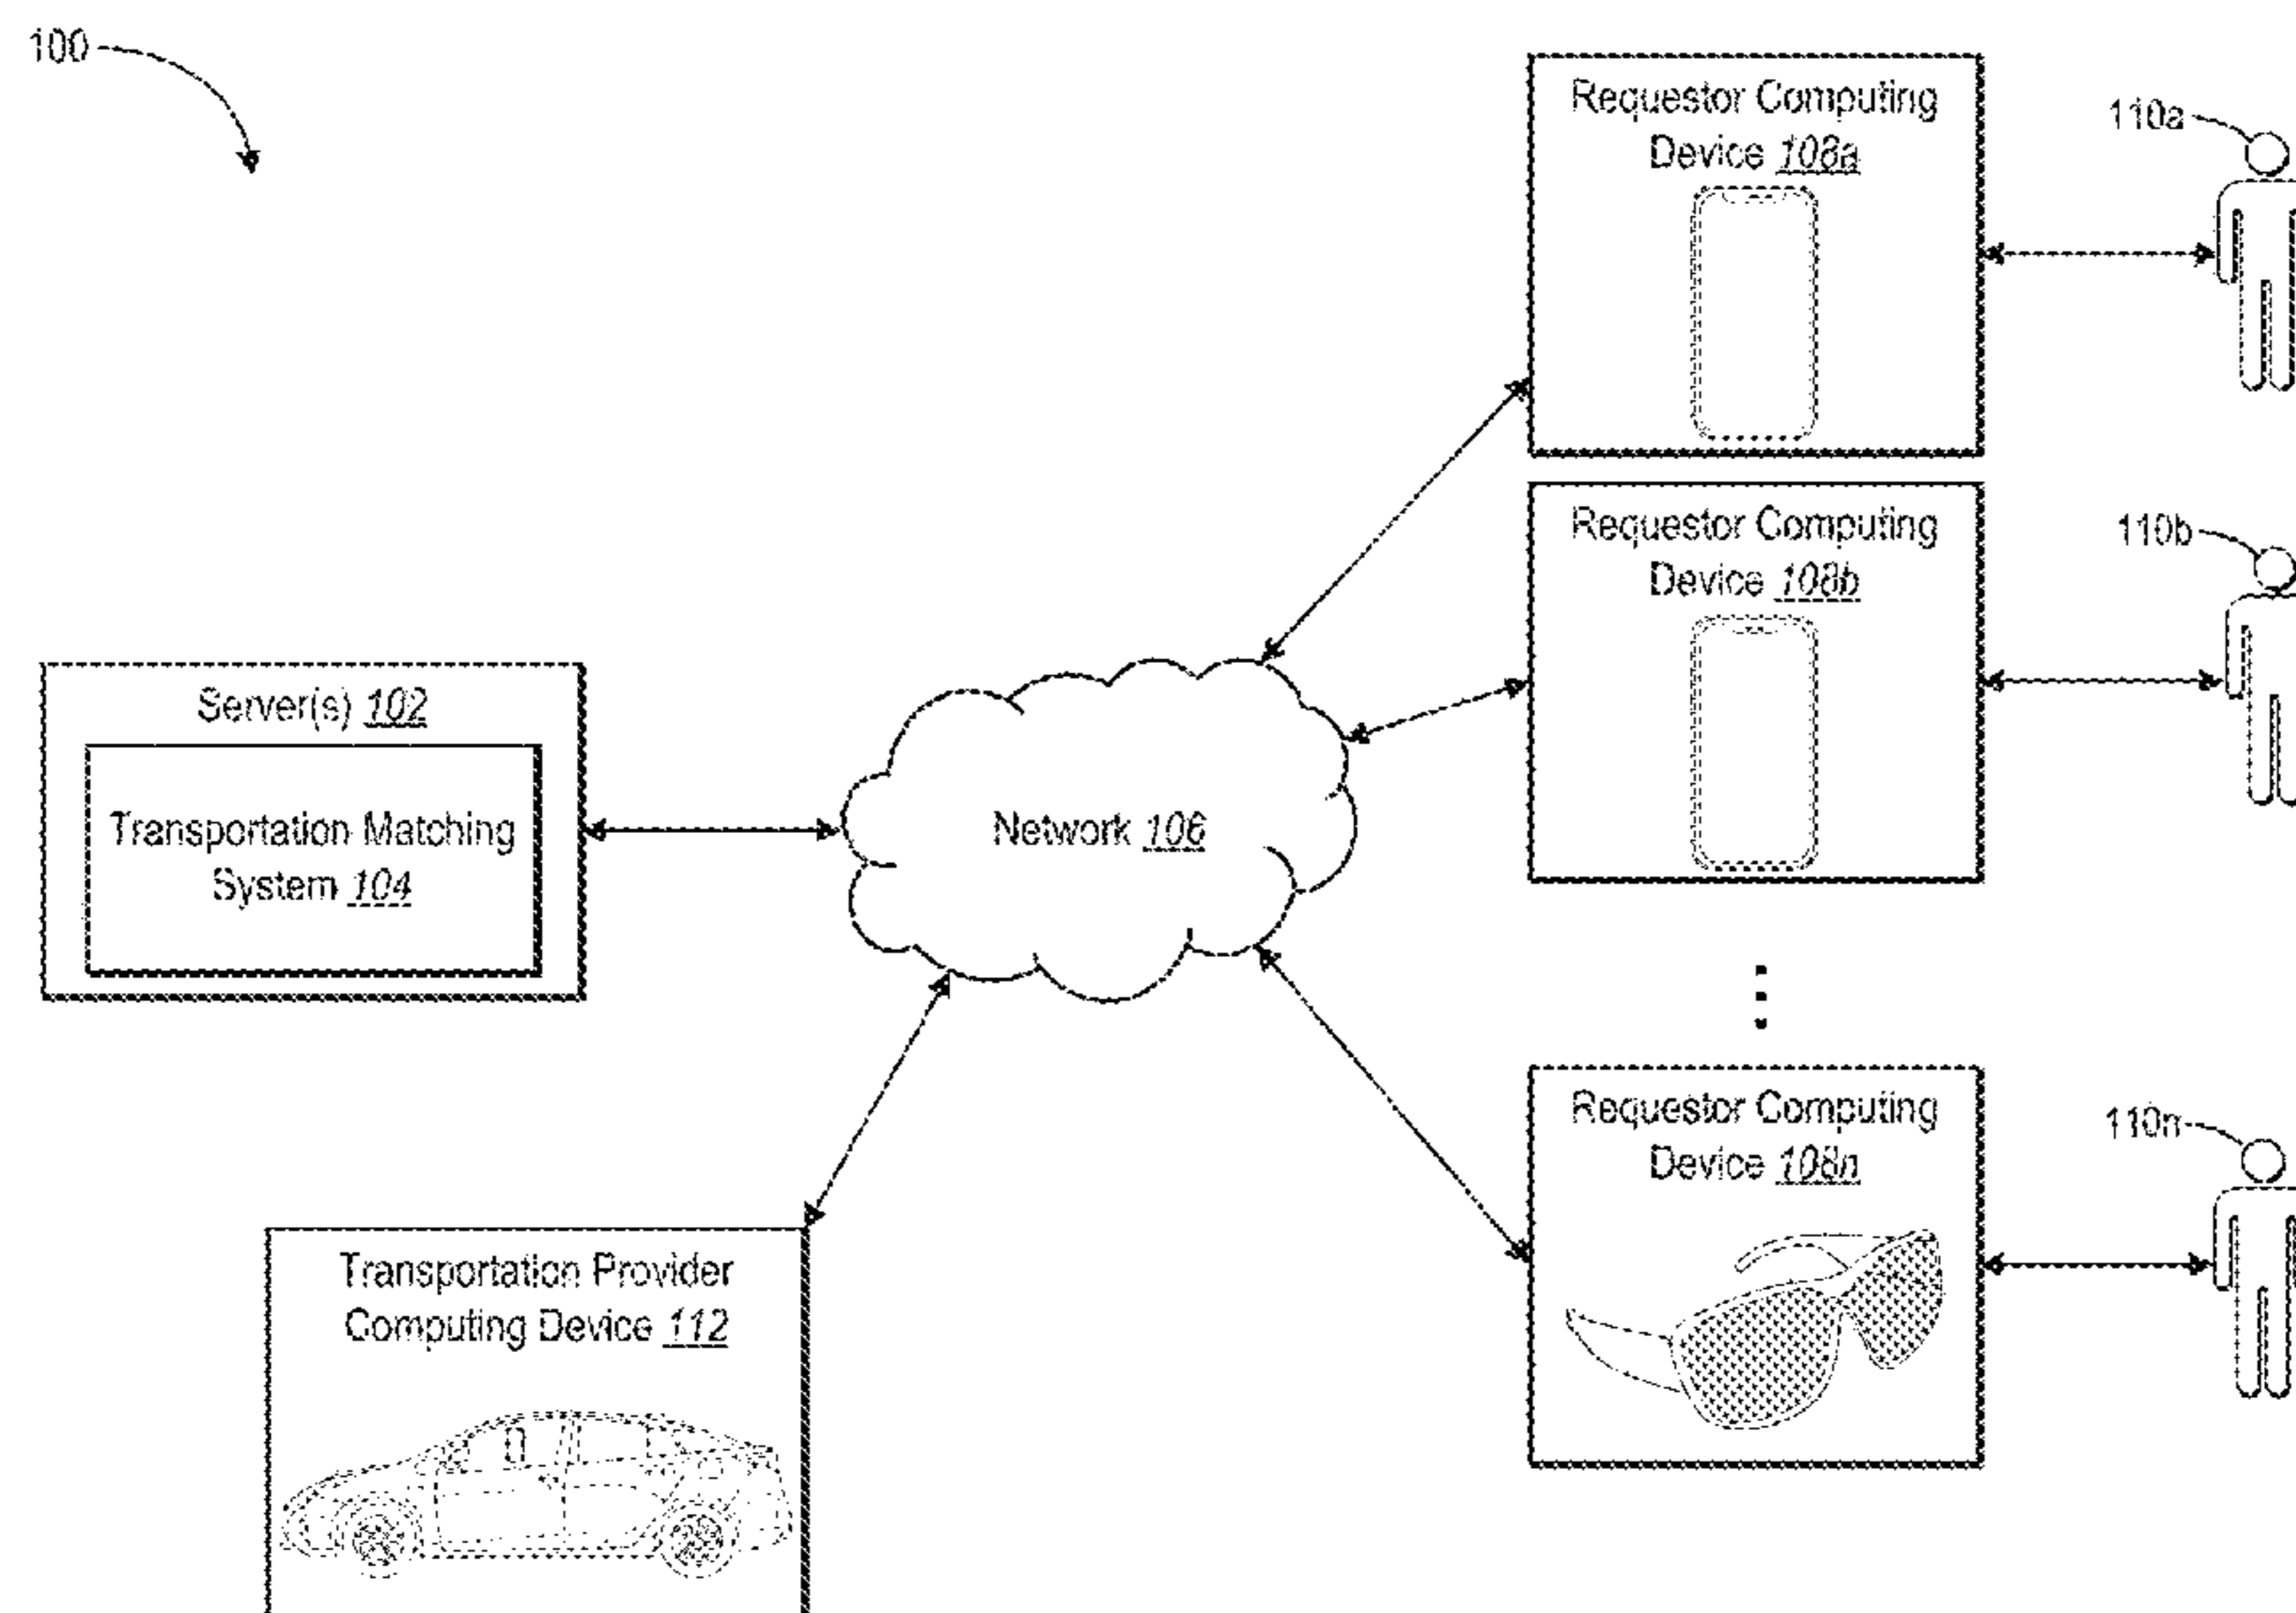 100
Requestor Computing
Device 108a
110a
Requestor Computing
Device 108b
110b
Server(s) 102
Transportation Matching
System 104
Network 106
Requestor Computing
Device 108n
110n
Transportation Provider
Computing Device 112